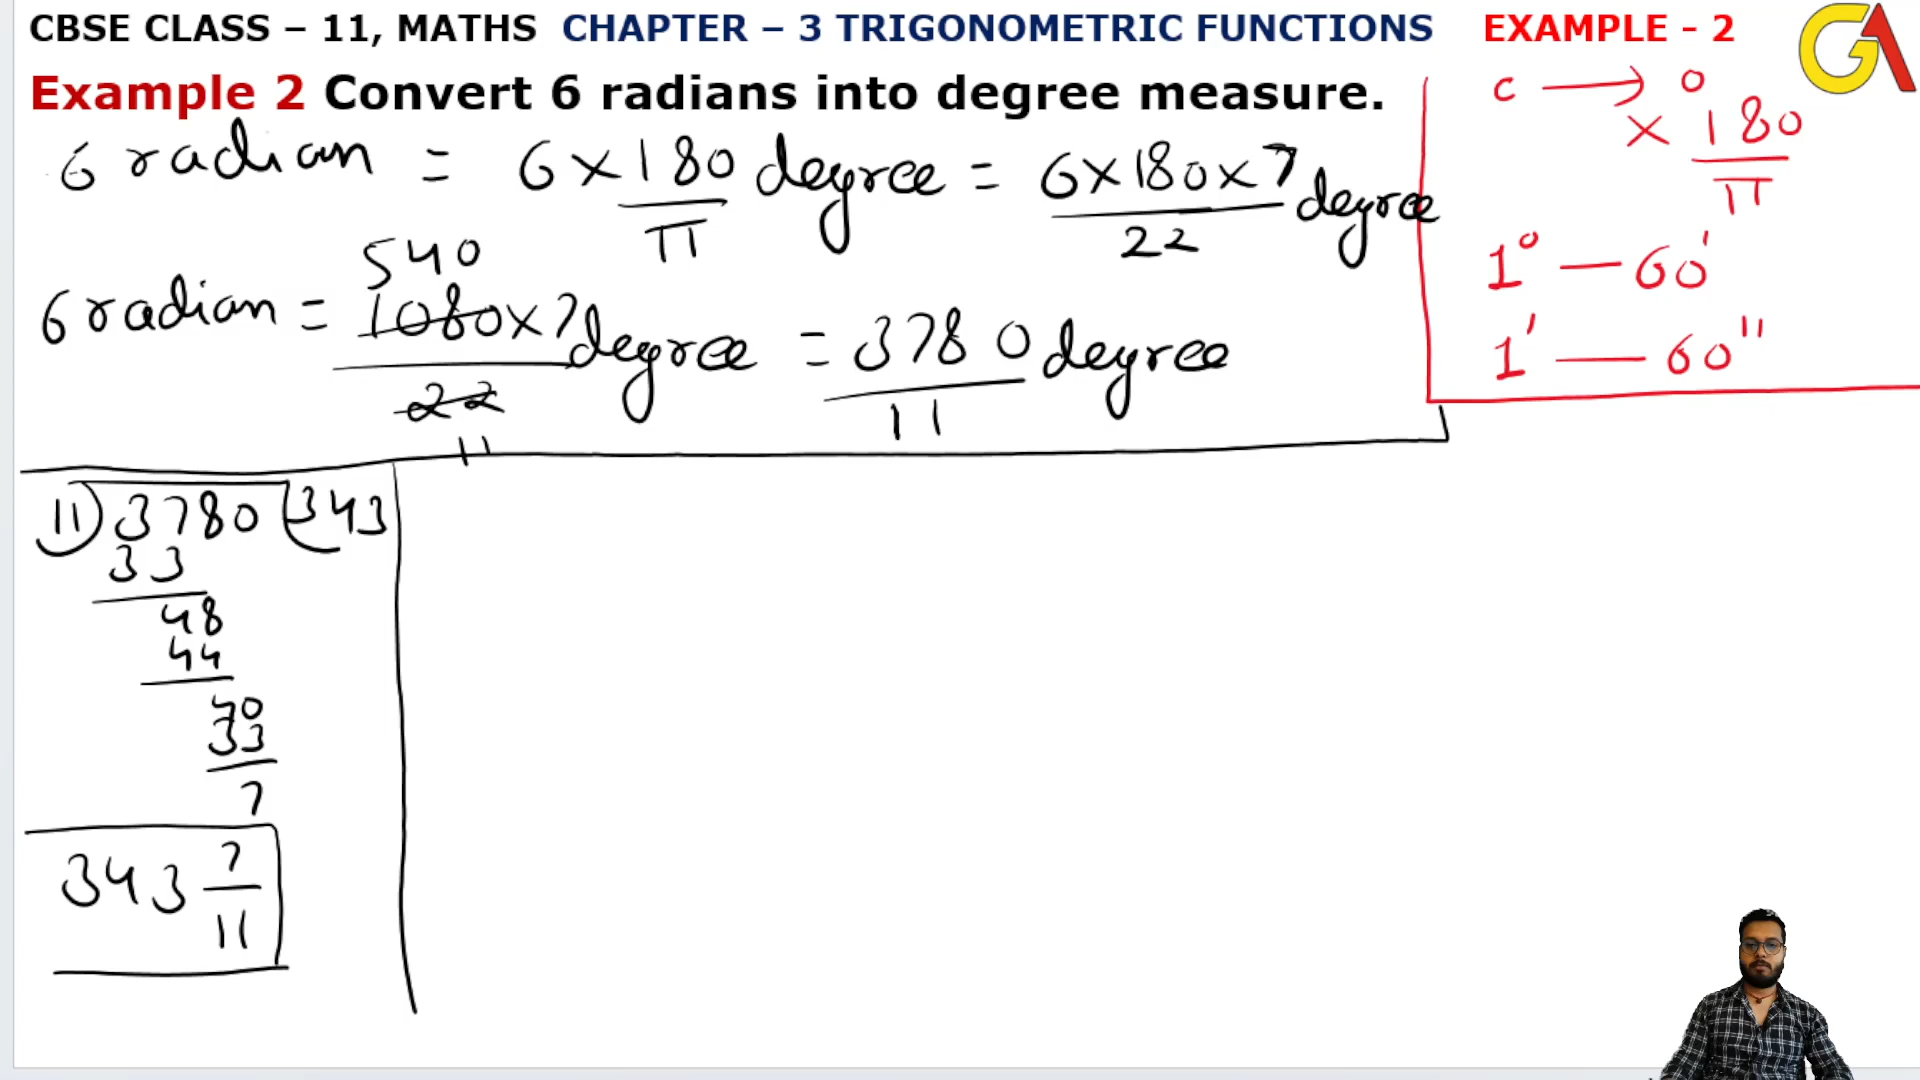 CBSE CLASS – 11, MATHS CHAPTER – 3 TRIGONOMETRIC FUNCTIONS EXAMPLE - 2
GA
Example 2 Convert 6 radians into degree measure.
c → o
× 180/π
6 radian = 6×180/π degree = 6×180×7/22 degree
1° — 60'
1' — 60"
540
6 radian = 1080×7/22 degree = 3780/11 degree
11
11) 3780 (343
33
48
44
40
33
7
343 7/11